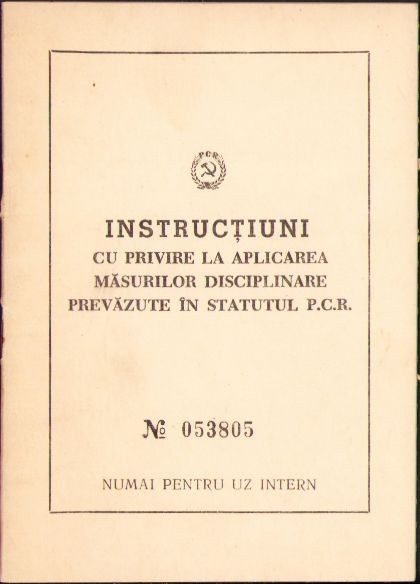 PCR
INSTRUCȚIUNI
CU PRIVIRE LA APLICAREA
MĂSURILOR DISCIPLINARE
PREVĂZUTE ÎN STATUTUL P.C.R.
№ 053805
NUMAI PENTRU UZ INTERN